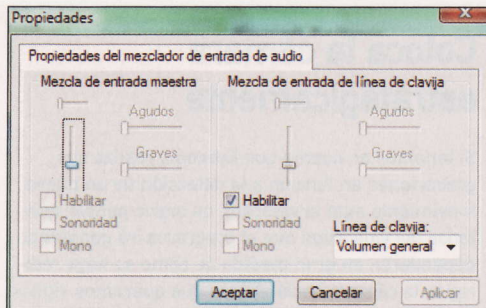 Propiedades
Propiedades del mezclador de entrada de audio
Mezcla de entrada maestra
Mezcla de entrada de línea de clavija
Agudos
Agudos
Graves
Graves
Habilitar
Habilitar
Sonoridad
Sonoridad
Línea de clavija:
Mono
Mono
Volumen general
Aceptar
Cancelar
Aplicar